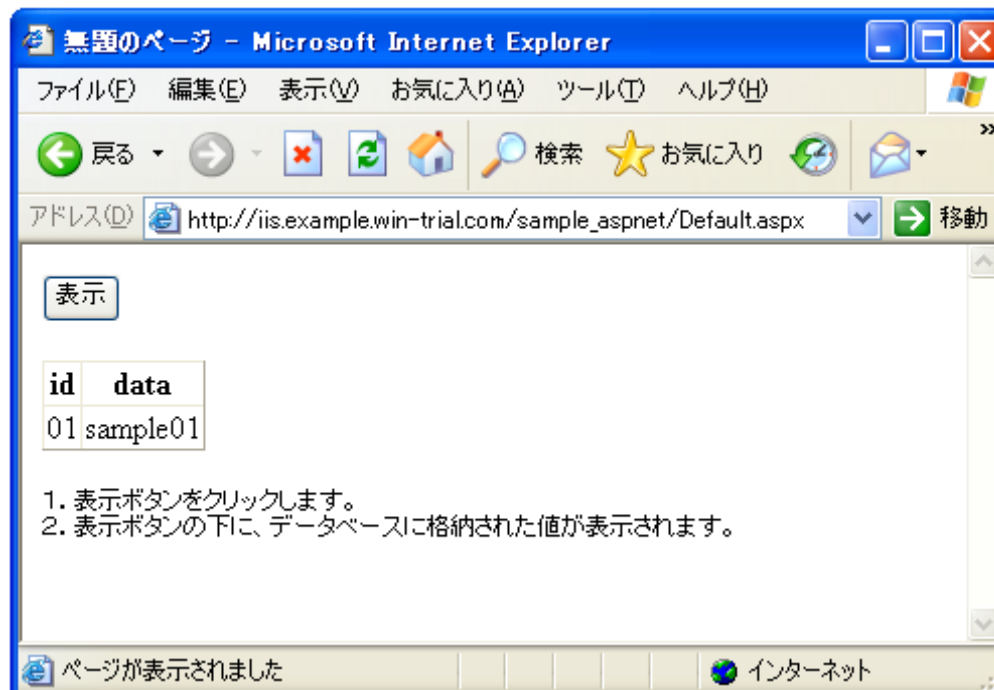 無題のページ - Microsoft Internet Explorer
ファイル(F) 編集(E) 表示(V) お気に入り(A) ツール(T) ヘルプ(H)
戻る 検索 お気に入り »
アドレス(D) http://iis.example.win-trial.com/sample_aspnet/Default.aspx 移動
表示
id data
01 sample01
1. 表示ボタンをクリックします。
2. 表示ボタンの下に、データベースに格納された値が表示されます。
ページが表示されました インターネット